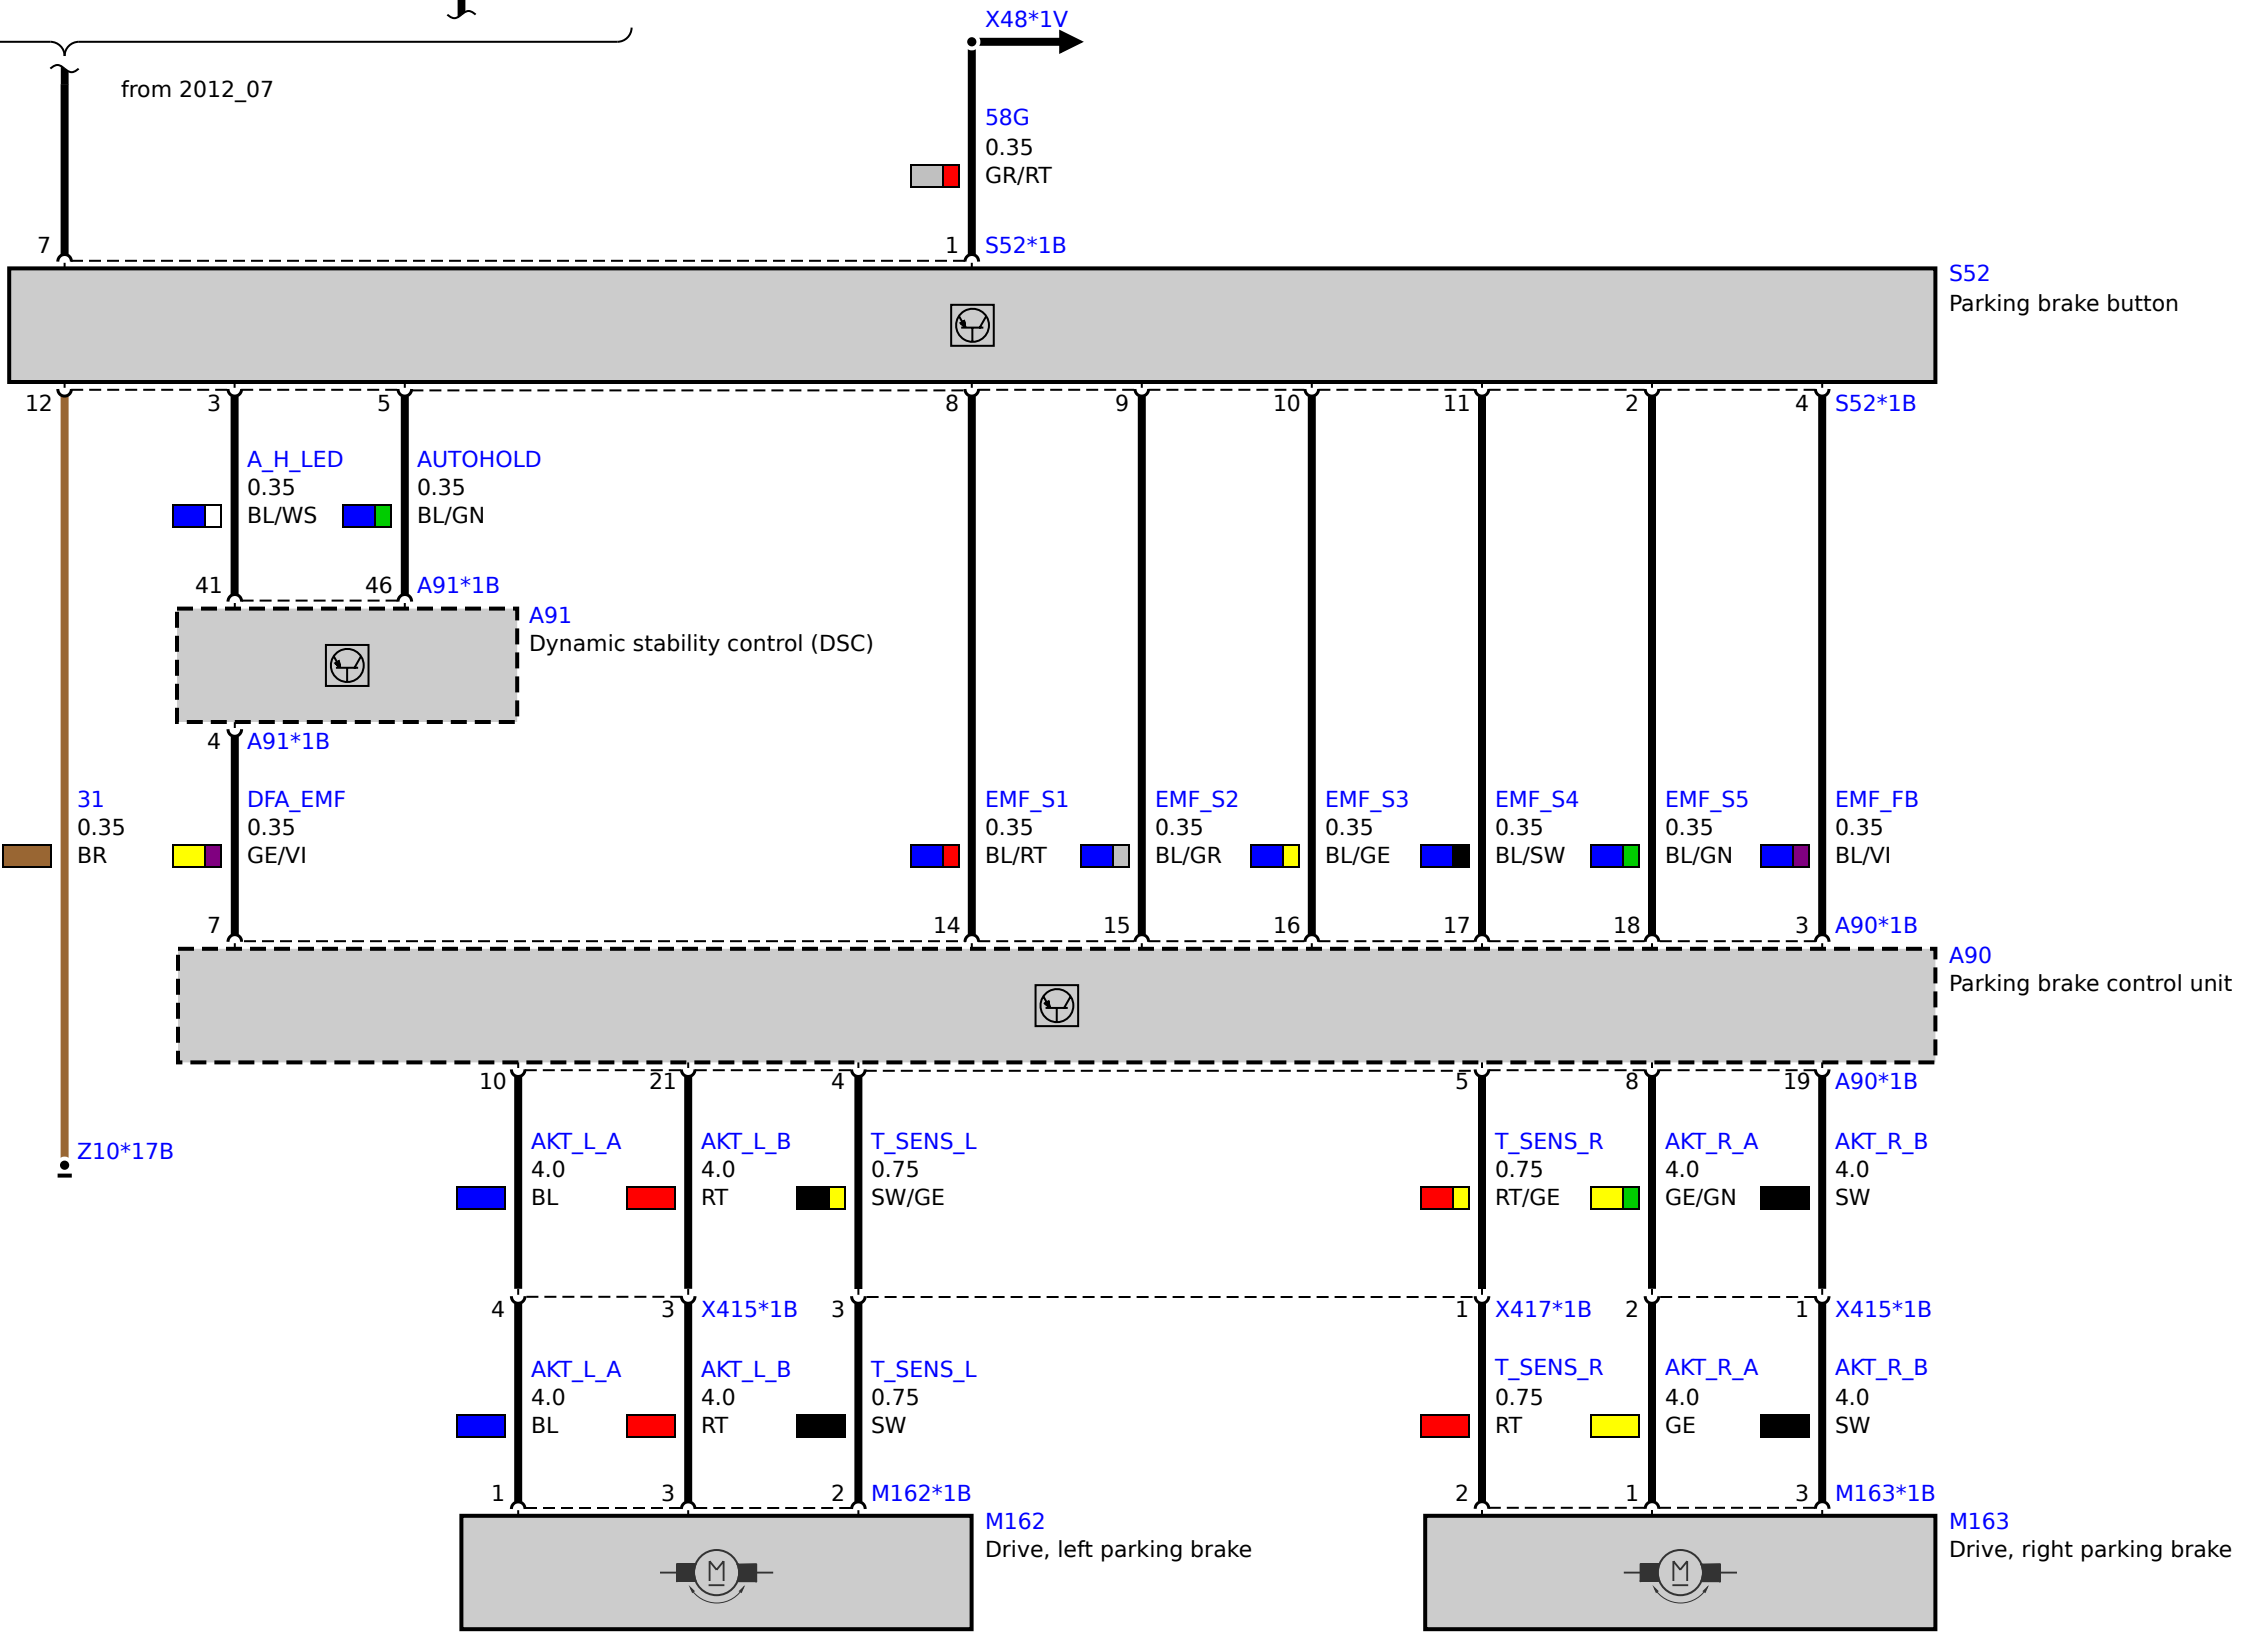 X48*1V
from 2012_07
58G
0.35
GR/RT
7
1 S52*1B
S52
Parking brake button
12 3 5 8 9 10 11 2 4 S52*1B
A_H_LED AUTOHOLD
0.35 0.35
BL/WS BL/GN
41 46 A91*1B
A91
Dynamic stability control (DSC)
4 A91*1B
31 DFA_EMF EMF_S1 EMF_S2 EMF_S3 EMF_S4 EMF_S5 EMF_FB
0.35 0.35 0.35 0.35 0.35 0.35 0.35 0.35
BR GE/VI BL/RT BL/GR BL/GE BL/SW BL/GN BL/VI
7 14 15 16 17 18 3 A90*1B
A90
Parking brake control unit
10 21 4 5 8 19 A90*1B
Z10*17B
AKT_L_A AKT_L_B T_SENS_L T_SENS_R AKT_R_A AKT_R_B
4.0 4.0 0.75 0.75 4.0 4.0
BL RT SW/GE RT/GE GE/GN SW
4 3 X415*1B 3 1 X417*1B 2 1 X415*1B
AKT_L_A AKT_L_B T_SENS_L T_SENS_R AKT_R_A AKT_R_B
4.0 4.0 0.75 0.75 4.0 4.0
BL RT SW RT GE SW
1 3 2 M162*1B 2 1 3 M163*1B
M162
Drive, left parking brake
M163
Drive, right parking brake
M M